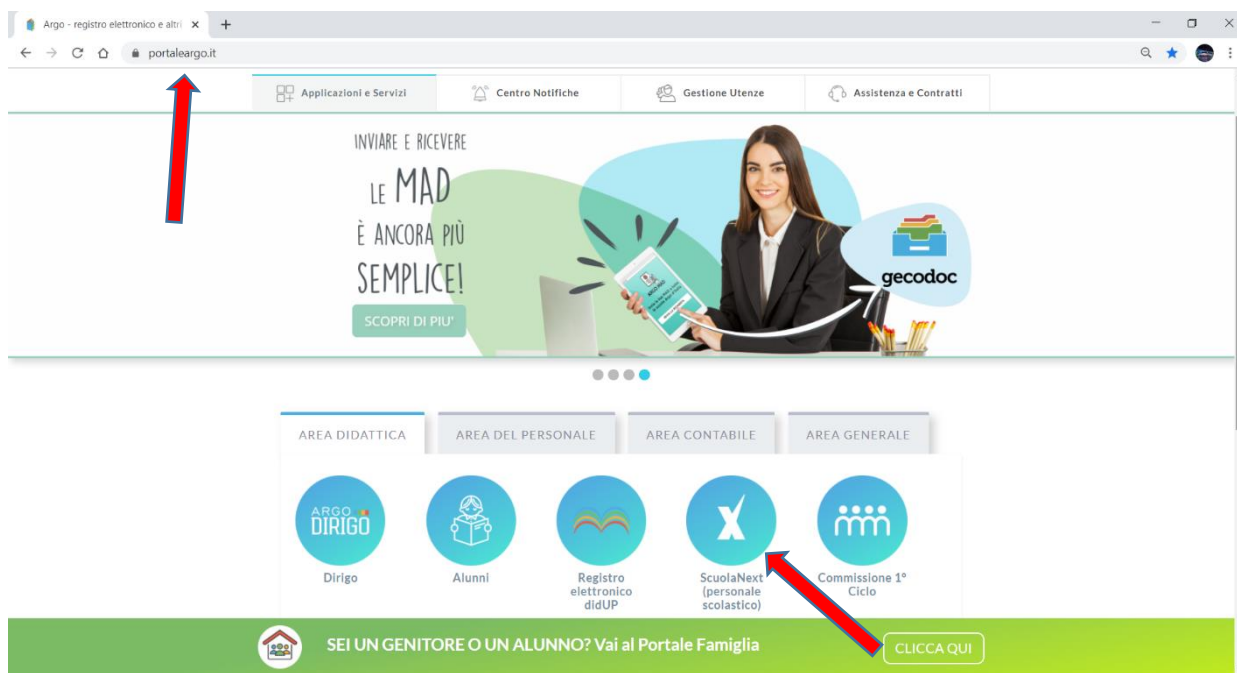 Argo - registro elettronico e altri
portaleargo.it
Applicazioni e Servizi
Centro Notifiche
Gestione Utenze
Assistenza e Contratti
INVIARE E RICEVERE
LE MAD
È ANCORA PIÙ
SEMPLICE!
SCOPRI DI PIU'
gecodoc
AREA DIDATTICA
AREA DEL PERSONALE
AREA CONTABILE
AREA GENERALE
ARGO
DIRIGO
Dirigo
Alunni
Registro
elettronico
didUP
ScuolaNext
(personale
scolastico)
Commissione 1°
Ciclo
SEI UN GENITORE O UN ALUNNO? Vai al Portale Famiglia
CLICCA QUI